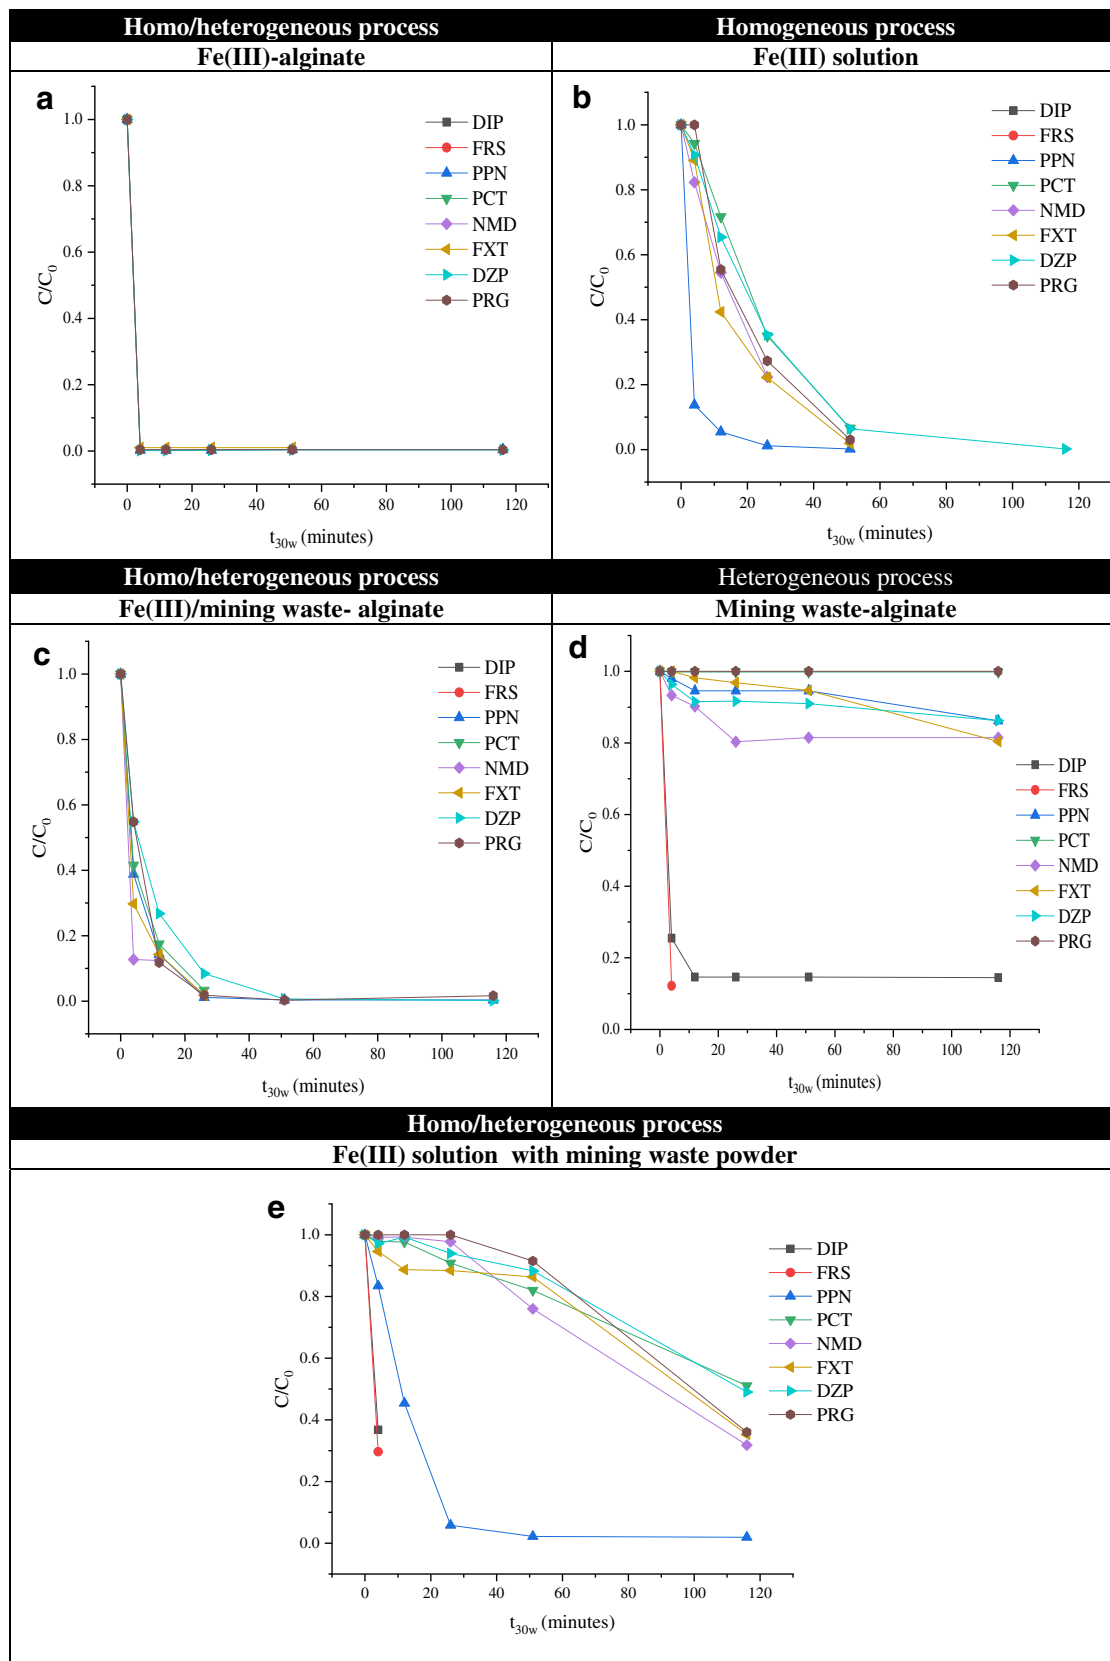 Homo/heterogeneous process
Homogeneous process
Fe(III)-alginate
Fe(III) solution
a
DIP
FRS
PPN
PCT
NMD
FXT
DZP
PRG
1.0
0.8
0.6
0.4
0.2
0.0
C/C0
0 20 40 60 80 100 120
t30w (minutes)
b
DIP
FRS
PPN
PCT
NMD
FXT
DZP
PRG
1.0
0.8
0.6
0.4
0.2
0.0
C/C0
0 20 40 60 80 100 120
t30w (minutes)
Homo/heterogeneous process
Heterogeneous process
Fe(III)/mining waste- alginate
Mining waste-alginate
c
DIP
FRS
PPN
PCT
NMD
FXT
DZP
PRG
1.0
0.8
0.6
0.4
0.2
0.0
C/C0
0 20 40 60 80 100 120
t30w (minutes)
d
DIP
FRS
PPN
PCT
NMD
FXT
DZP
PRG
1.0
0.8
0.6
0.4
0.2
0.0
C/C0
0 20 40 60 80 100 120
t30w (minutes)
Homo/heterogeneous process
Fe(III) solution with mining waste powder
e
DIP
FRS
PPN
PCT
NMD
FXT
DZP
PRG
1.0
0.8
0.6
0.4
0.2
0.0
C/C0
0 20 40 60 80 100 120
t30w (minutes)